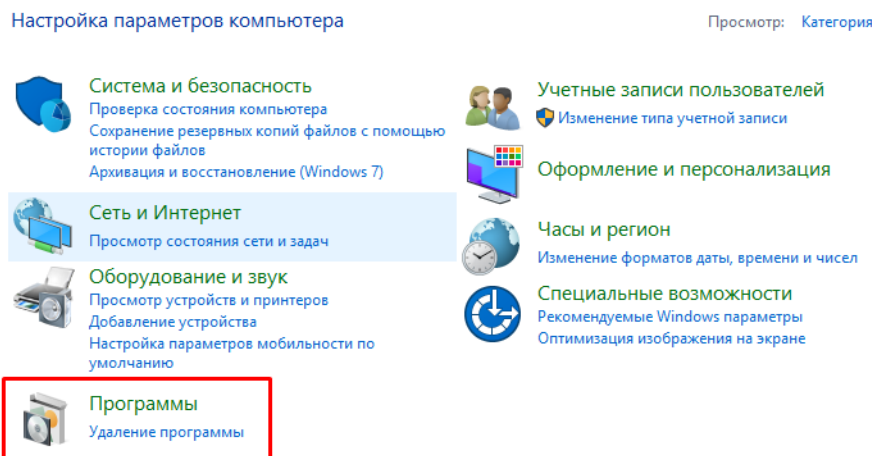 Настройка параметров компьютера
Просмотр: Категория
Система и безопасность
Проверка состояния компьютера
Сохранение резервных копий файлов с помощью
истории файлов
Архивация и восстановление (Windows 7)
Сеть и Интернет
Просмотр состояния сети и задач
Оборудование и звук
Просмотр устройств и принтеров
Добавление устройства
Настройка параметров мобильности по
умолчанию
Программы
Удаление программы
Учетные записи пользователей
Изменение типа учетной записи
Оформление и персонализация
Часы и регион
Изменение форматов даты, времени и чисел
Специальные возможности
Рекомендуемые Windows параметры
Оптимизация изображения на экране